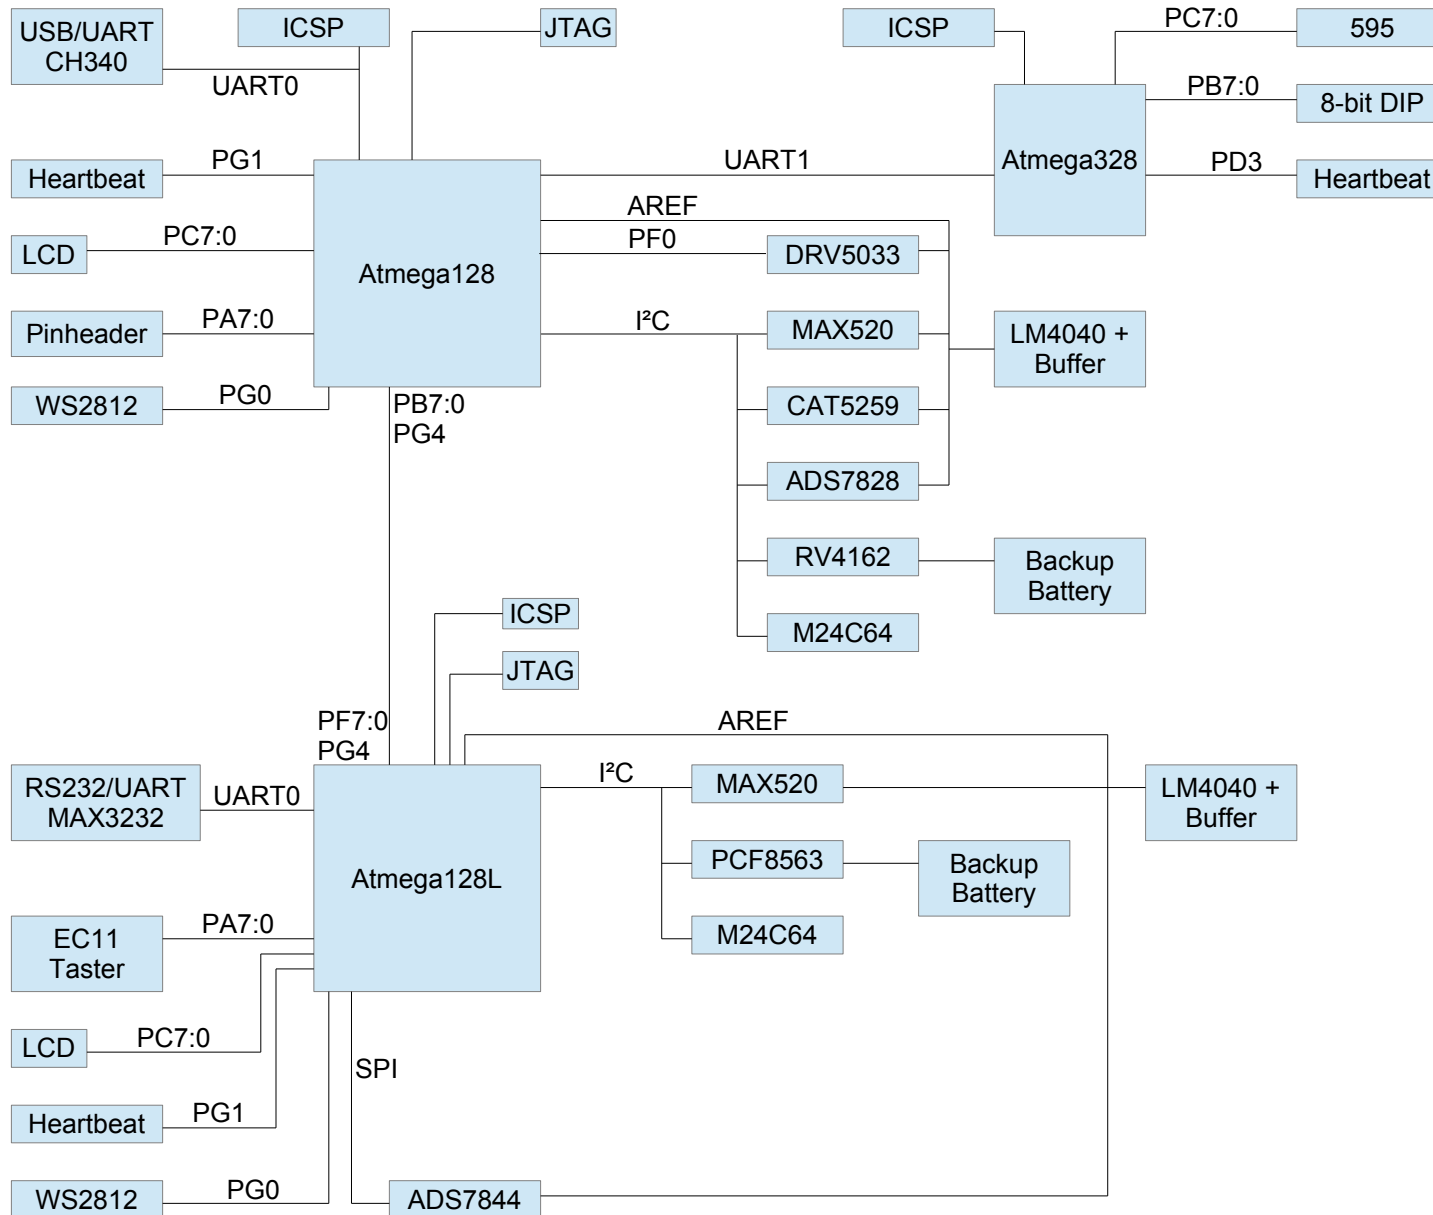 USB/UART
CH340
ICSP
JTAG
ICSP
PC7:0
595
UART0
PB7:0
8-bit DIP
Heartbeat
PG1
UART1
Atmega328
PD3
Heartbeat
AREF
LCD
PC7:0
PF0
DRV5033
Atmega128
Pinheader
PA7:0
I²C
MAX520
LM4040 +
Buffer
WS2812
PG0
PB7:0
PG4
CAT5259
ADS7828
RV4162
Backup
Battery
M24C64
ICSP
JTAG
PF7:0
PG4
AREF
RS232/UART
MAX3232
UART0
I²C
MAX520
LM4040 +
Buffer
Atmega128L
PCF8563
Backup
Battery
EC11
Taster
PA7:0
M24C64
LCD
PC7:0
SPI
Heartbeat
PG1
WS2812
PG0
ADS7844